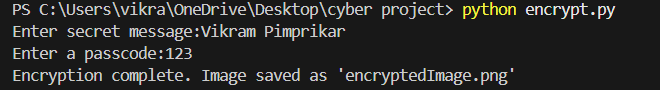 PS C:\Users\vikra\OneDrive\Desktop\cyber project> python encrypt.py
Enter secret message:Vikram Pimprikar
Enter a passcode:123
Encryption complete. Image saved as 'encryptedImage.png'